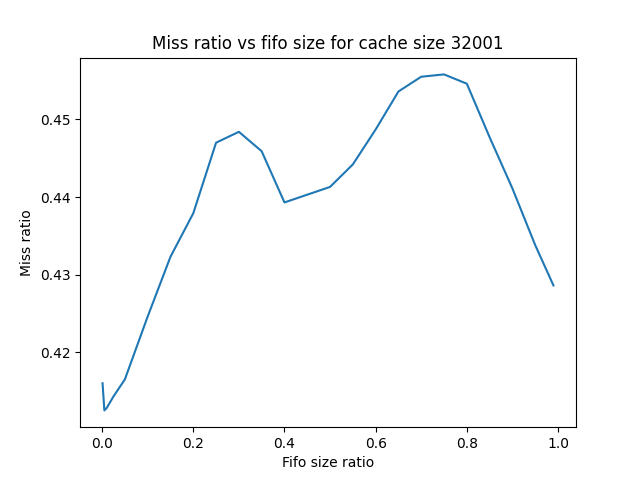 Miss ratio vs fifo size for cache size 32001
0.45
0.44
0.43
0.42
Miss ratio
0.0 0.2 0.4 0.6 0.8 1.0
Fifo size ratio